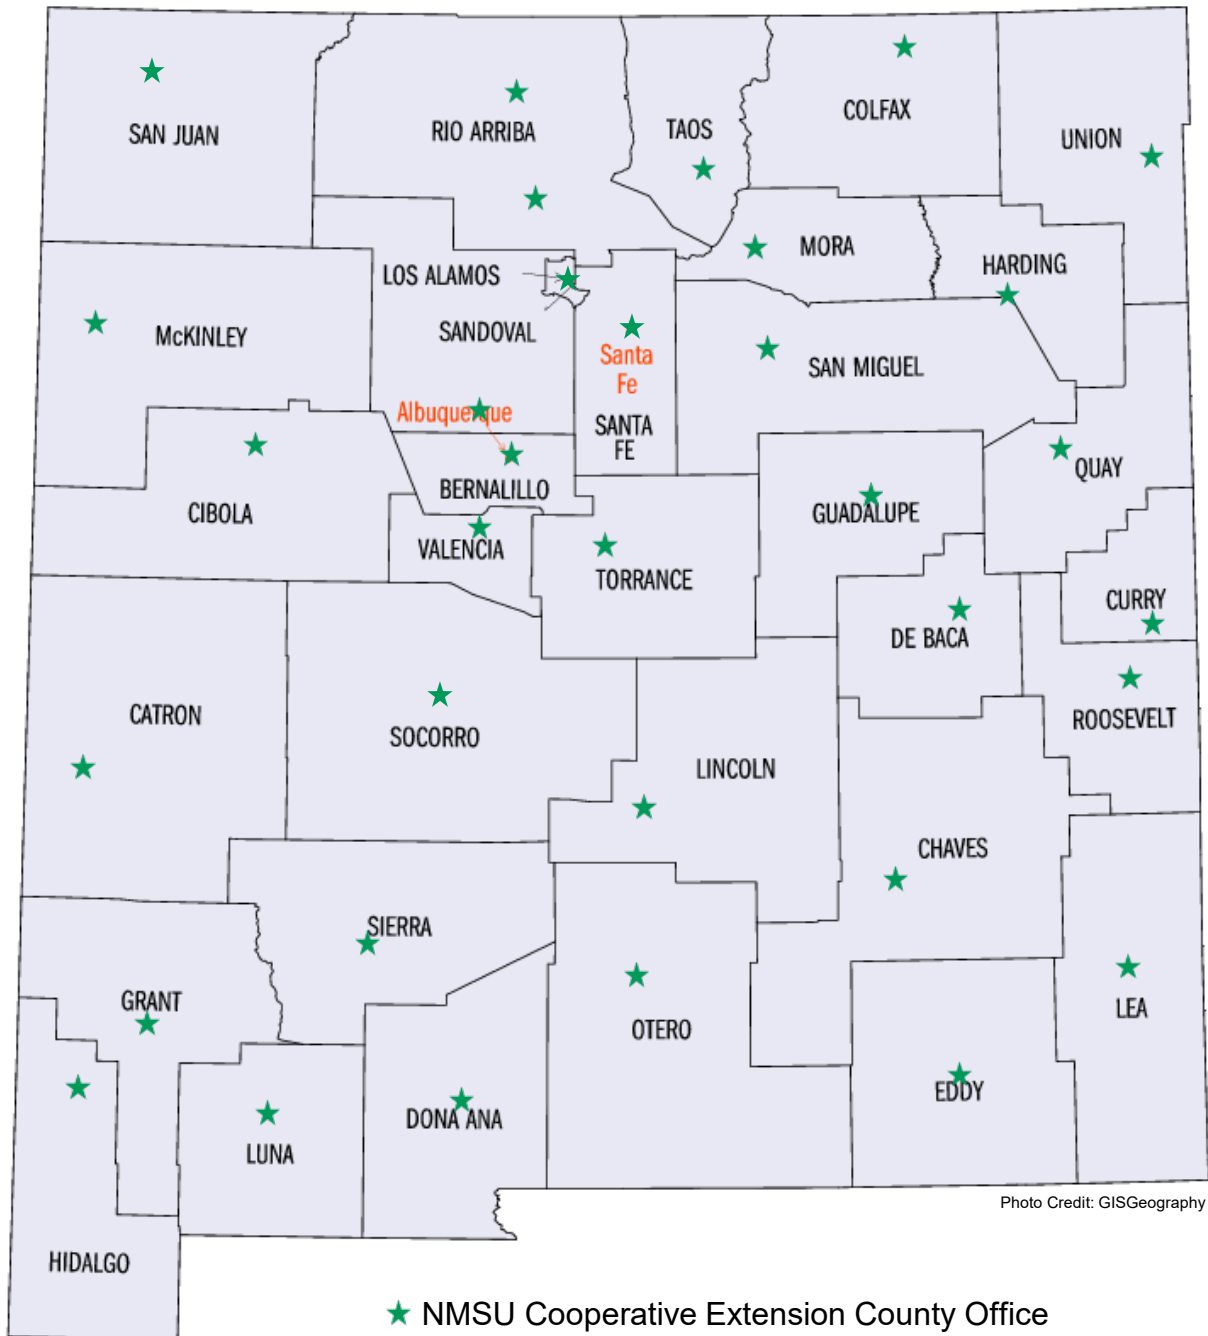 COLFAX
TAOS
RIO ARRIBA
SAN JUAN
UNION
MORA
HARDING
LOS ALAMOS
SANDOVAL
McKINLEY
Santa
Fe
SAN MIGUEL
Albuquerque
SANTA
FE
QUAY
BERNALILLO
GUADALUPE
CIBOLA
VALENCIA
TORRANCE
CURRY
DE BACA
CATRON
ROOSEVELT
SOCORRO
LINCOLN
CHAVES
SIERRA
GRANT
LEA
OTERO
EDDY
DONA ANA
LUNA
Photo Credit: GISGeography
HIDALGO
NMSU Cooperative Extension County Office